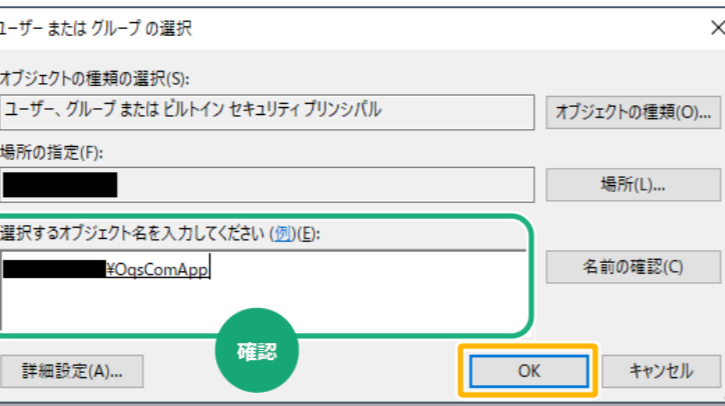 ユーザー または グループ の選択
オブジェクトの種類の選択(S):
ユーザー、グループ または ビルトイン セキュリティ プリンシパル
オブジェクトの種類(O)...
場所の指定(F):
場所(L)...
選択するオブジェクト名を入力してください (例)(E):
¥OqsComApp
名前の確認(C)
確認
詳細設定(A)...
OK
キャンセル